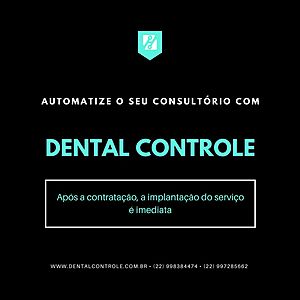 AUTOMATIZE O SEU CONSULTÓRIO COM
DENTAL CONTROLE
Após a contratação, a implantação do serviço
é imediata
WWW.DENTALCONTROLE.COM.BR • (22) 998384474 • (22) 997285662